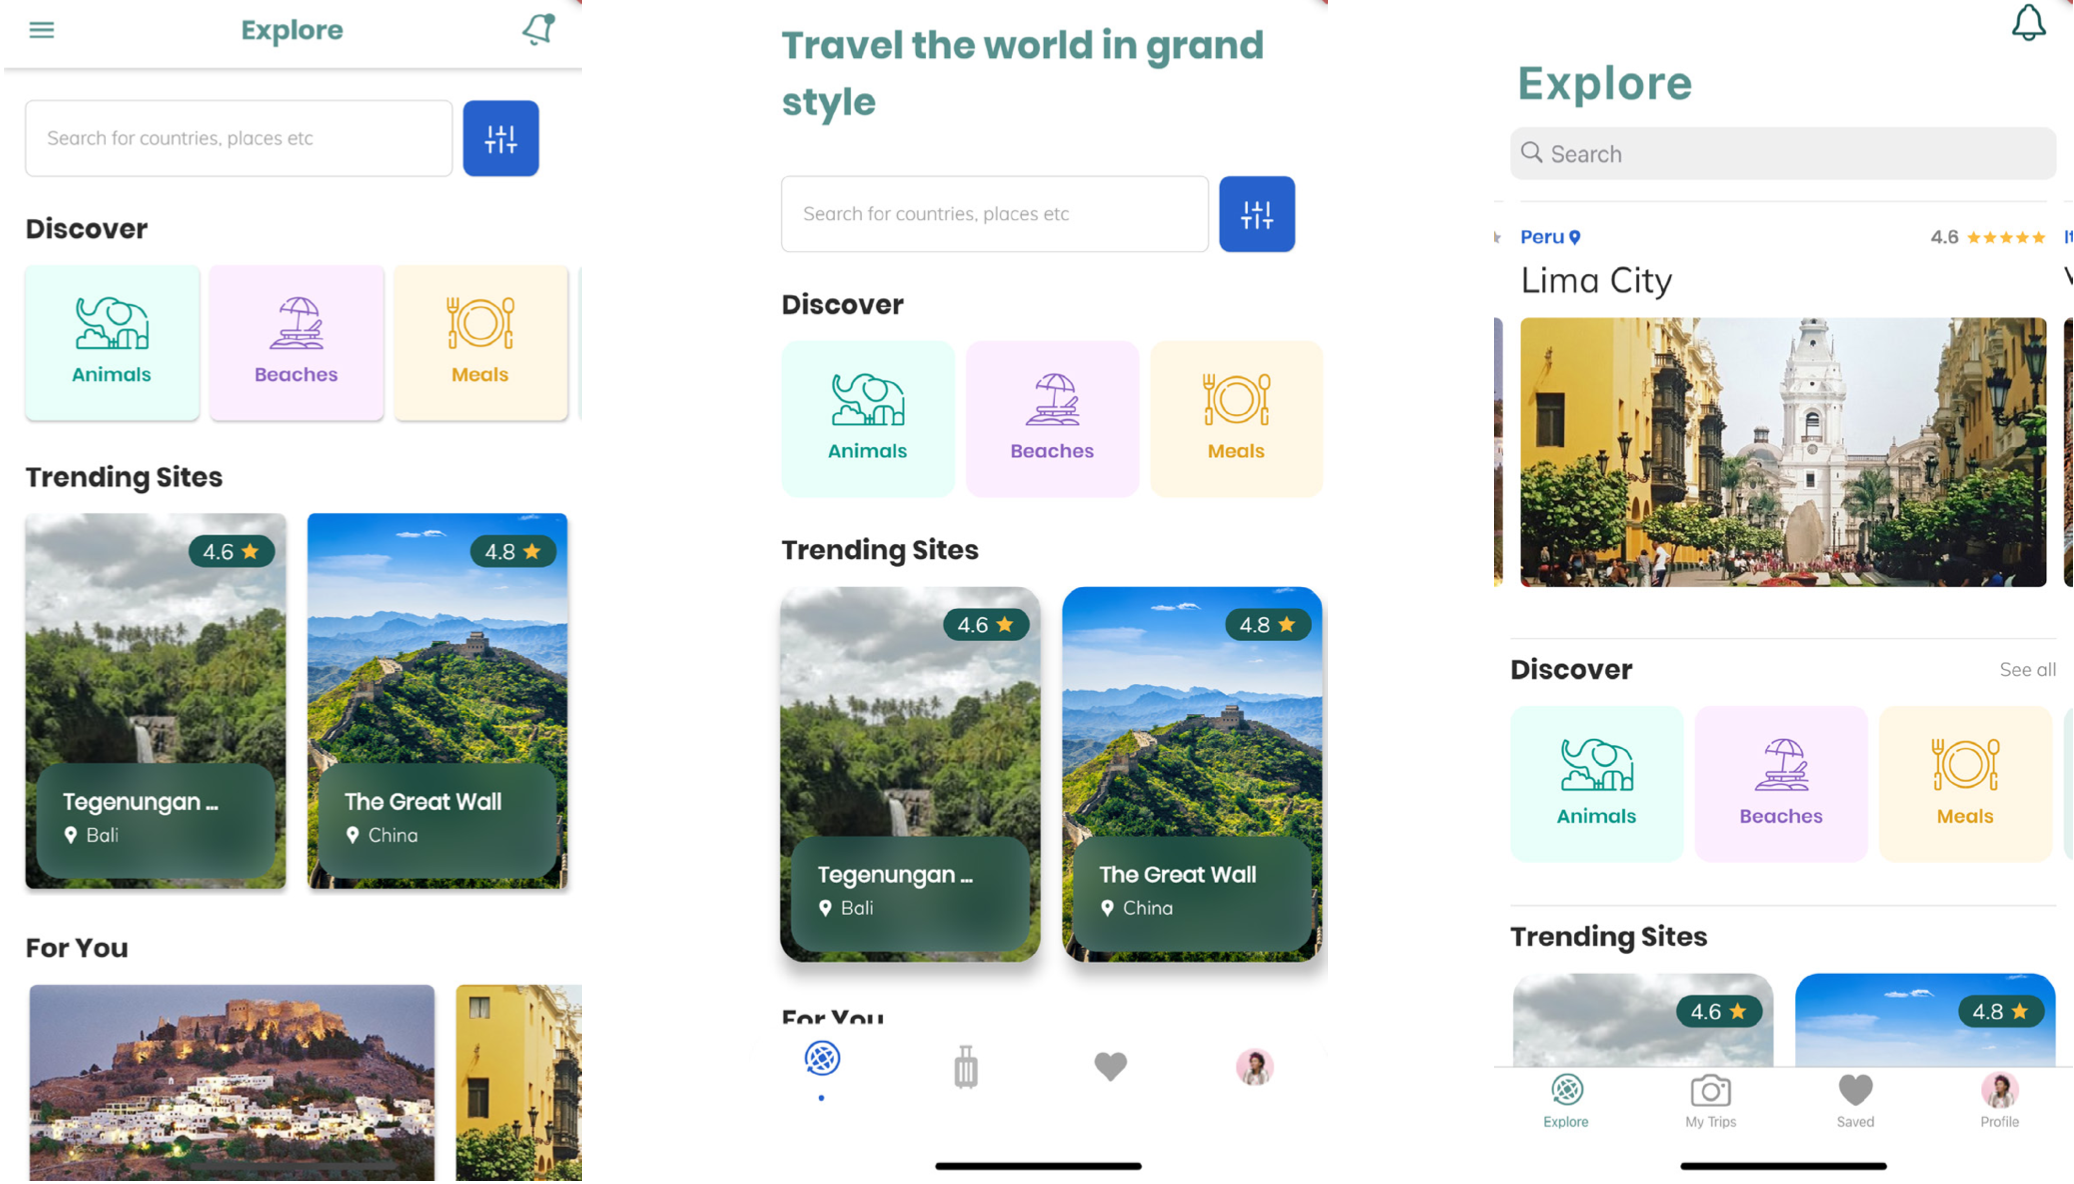 Explore
Search for countries, places etc
Discover
Animals
Beaches
Meals
Trending Sites
4.6
4.8
Tegenungan ...
Bali
The Great Wall
China
For You
Travel the world in grand
style
Search for countries, places etc
Discover
Animals
Beaches
Meals
Trending Sites
4.6
4.8
Tegenungan ...
Bali
The Great Wall
China
For You
Explore
Search
Peru
4.6
Lima City
Discover
See all
Animals
Beaches
Meals
Trending Sites
4.6
4.8
Explore
My Trips
Saved
Profile